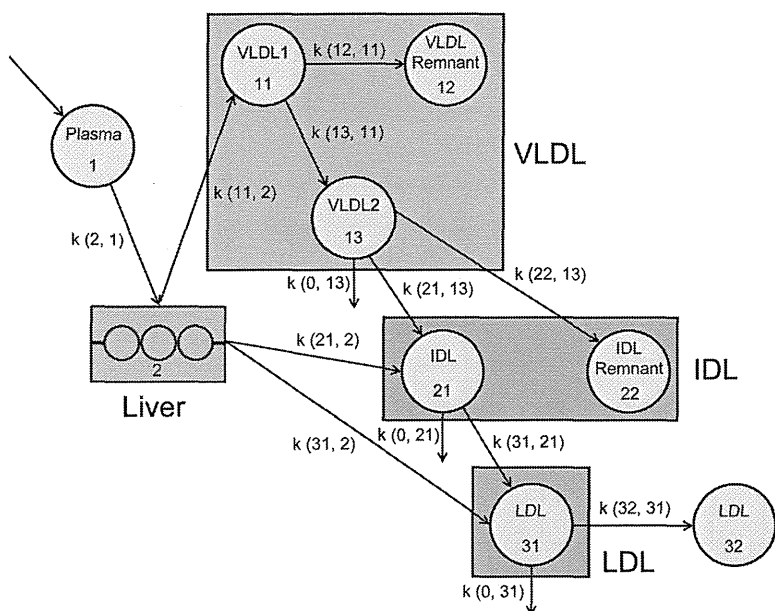 VLDL1
11
k (12, 11)
VLDL
Remnant
12
Plasma
1
k (13, 11)
VLDL
k (11, 2)
VLDL2
13
k (2, 1)
k (0, 13)
k (21, 13)
k (22, 13)
2
Liver
k (21, 2)
IDL
21
IDL
Remnant
22
IDL
k (31, 2)
k (0, 21)
k (31, 21)
LDL
31
k (32, 31)
LDL
32
LDL
k (0, 31)